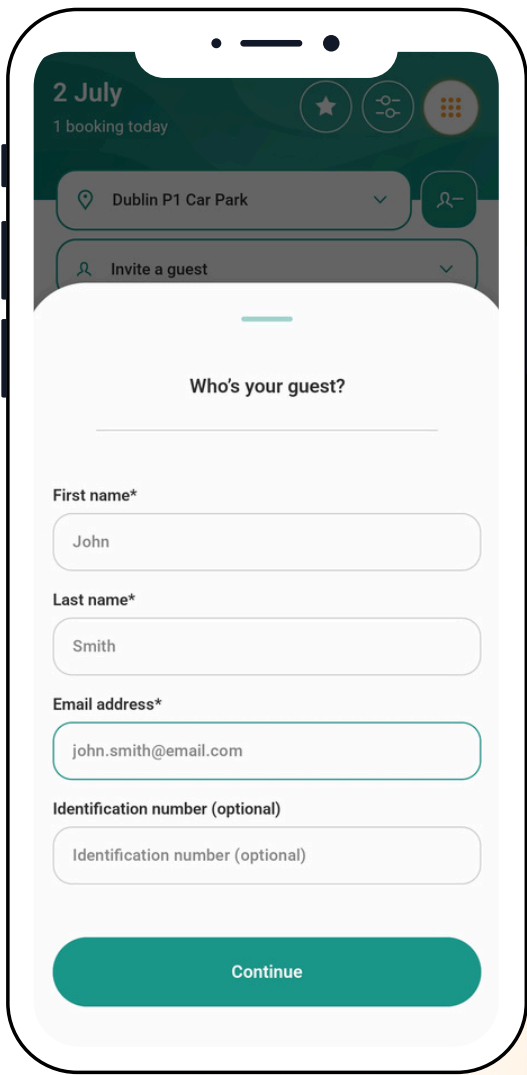 2 July
1 booking today
Dublin P1 Car Park
Invite a guest
Who's your guest?
First name*
John
Last name*
Smith
Email address*
john.smith@email.com
Identification number (optional)
Identification number (optional)
Continue